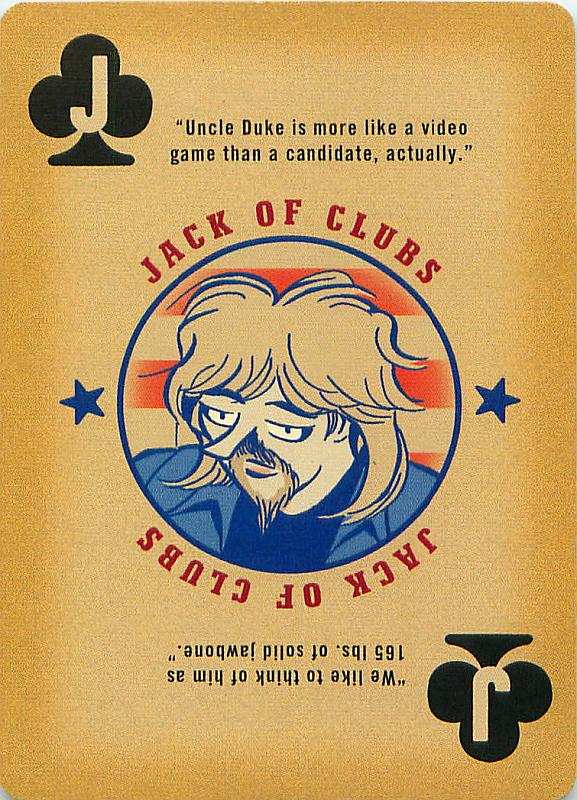 J
“Uncle Duke is more like a video
game than a candidate, actually.”
JACK OF CLUBS
JACK OF CLUBS
“We like to think of him as
165 lbs. of solid jawbone.”
J